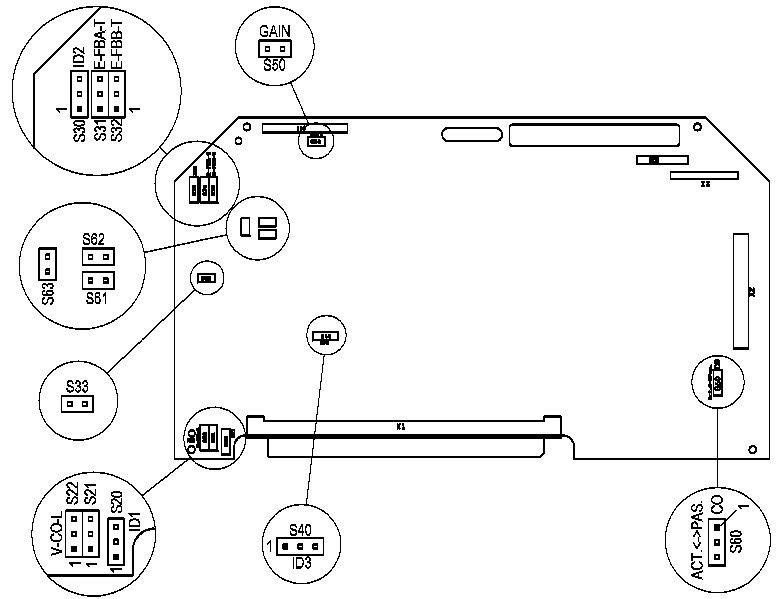 GAIN
S50
1
S30
ID2
S31
E-FBA-T
S32
E-FBB-T
1
S62
S61
S63
S33
X1
X2
V-CO-L
S22
S21
1
1
S20
ID1
1
S40
1
ID3
ACT.<->PAS.
CO
S60
1